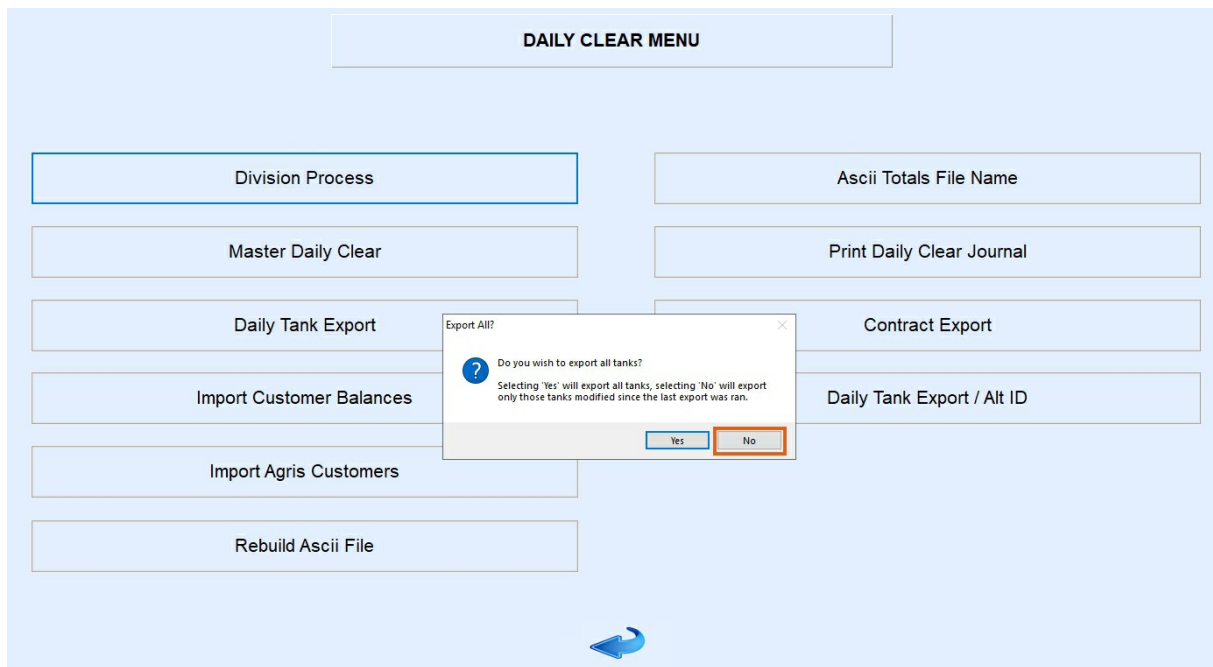 DAILY CLEAR MENU
Division Process
Ascii Totals File Name
Master Daily Clear
Print Daily Clear Journal
Daily Tank Export
Contract Export
Import Customer Balances
Daily Tank Export / Alt ID
Import Agris Customers
Rebuild Ascii File
Export All?
Do you wish to export all tanks?
Selecting 'Yes' will export all tanks, selecting 'No' will export
only those tanks modified since the last export was ran.
Yes
No